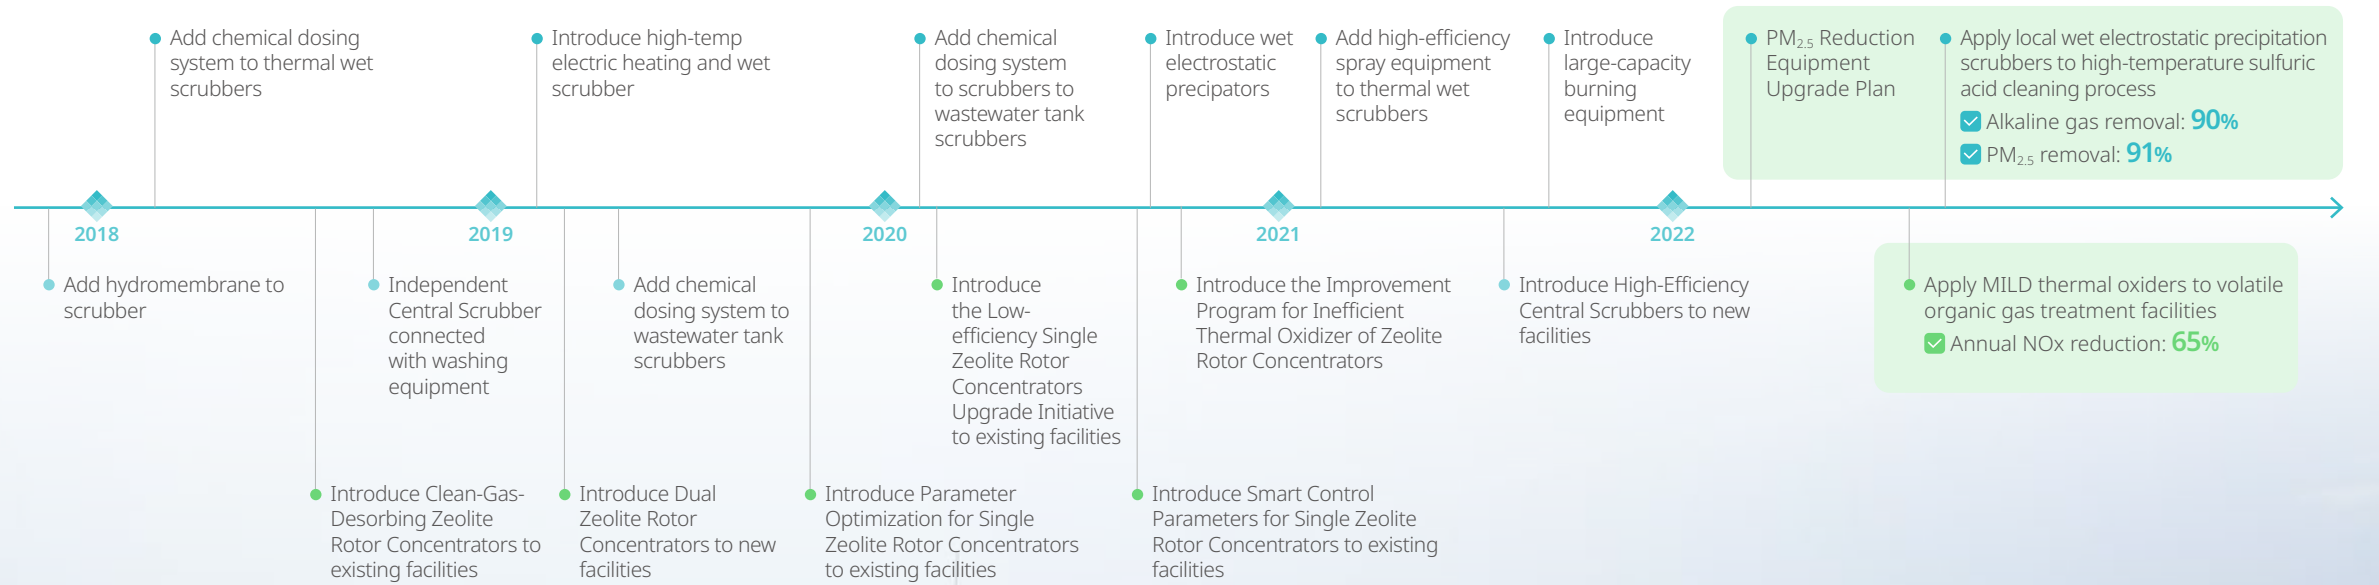 Add chemical dosing
system to thermal wet
scrubbers
Introduce high-temp
electric heating and wet
scrubber
Add chemical
dosing system
to scrubbers to
wastewater tank
scrubbers
Introduce wet
electrostatic
precipators
Add high-efficiency
spray equipment
to thermal wet
scrubbers
Introduce
large-capacity
burning
equipment
PM2.5 Reduction
Equipment
Upgrade Plan
Apply local wet electrostatic precipitation
scrubbers to high-temperature sulfuric
acid cleaning process
Alkaline gas removal: 90%
PM2.5 removal: 91%
2018
2019
2020
2021
2022
Add hydromembrane to
scrubber
Independent
Central Scrubber
connected
with washing
equipment
Add chemical
dosing system to
wastewater tank
scrubbers
Introduce
the Low-
efficiency Single
Zeolite Rotor
Concentrators
Upgrade Initiative
to existing facilities
Introduce the Improvement
Program for Inefficient
Thermal Oxidizer of Zeolite
Rotor Concentrators
Introduce High-Efficiency
Central Scrubbers to new
facilities
Apply MILD thermal oxiders to volatile
organic gas treatment facilities
Annual NOx reduction: 65%
Introduce Clean-Gas-
Desorbing Zeolite
Rotor Concentrators to
existing facilities
Introduce Dual
Zeolite Rotor
Concentrators to new
facilities
Introduce Parameter
Optimization for Single
Zeolite Rotor Concentrators
to existing facilities
Introduce Smart Control
Parameters for Single Zeolite
Rotor Concentrators to existing
facilities